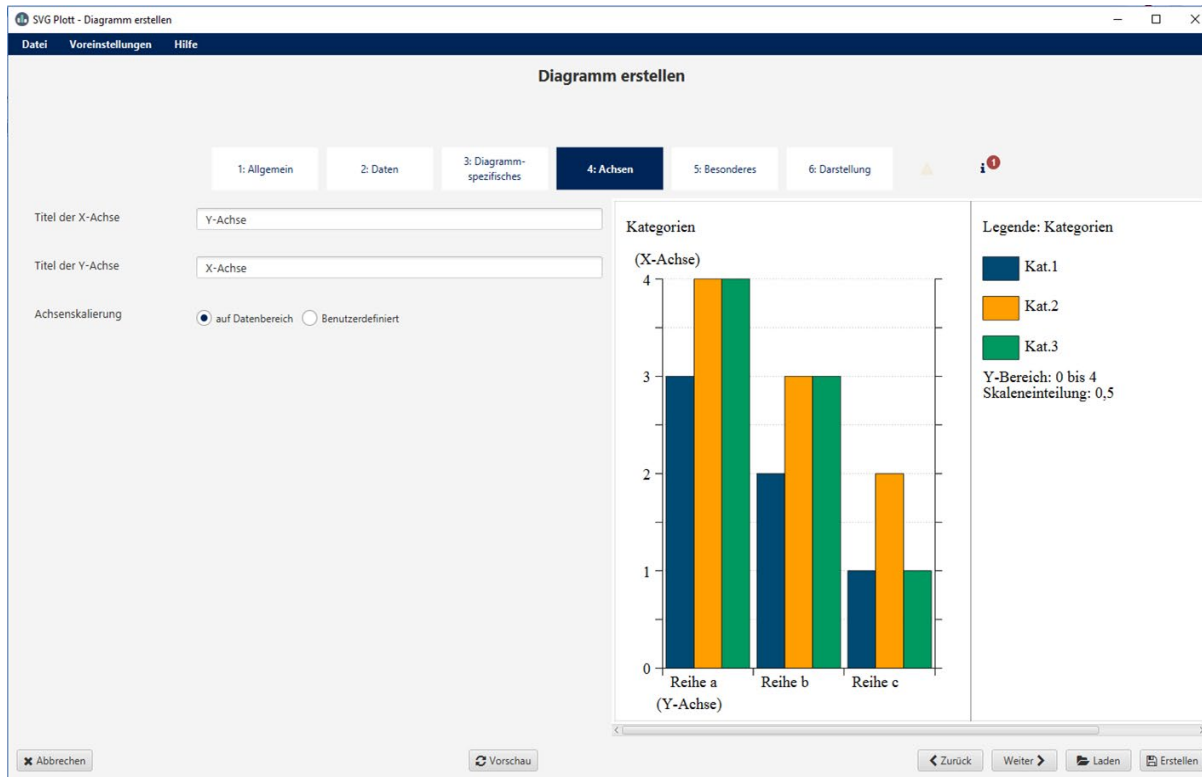 SVG Plott - Diagramm erstellen
Datei Voreinstellungen Hilfe
Diagramm erstellen
1: Allgemein
2: Daten
3: Diagramm-
spezifisches
4: Achsen
5: Besonderes
6: Darstellung
1
Titel der X-Achse
Y-Achse
Titel der Y-Achse
X-Achse
Achsenskalierung
auf Datenbereich
Benutzerdefiniert
Kategorien
(X-Achse)
4
3
2
1
0
Reihe a
Reihe b
Reihe c
(Y-Achse)
Legende: Kategorien
Kat.1
Kat.2
Kat.3
Y-Bereich: 0 bis 4
Skaleneinteilung: 0,5
Abbrechen
Vorschau
Zurück
Weiter
Laden
Erstellen